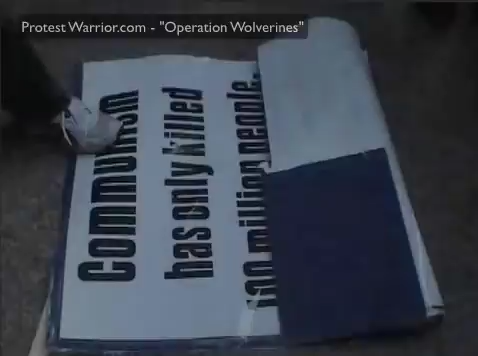 Protest Warrior.com - "Operation Wolverines"
Communism
has only killed
100 million people.